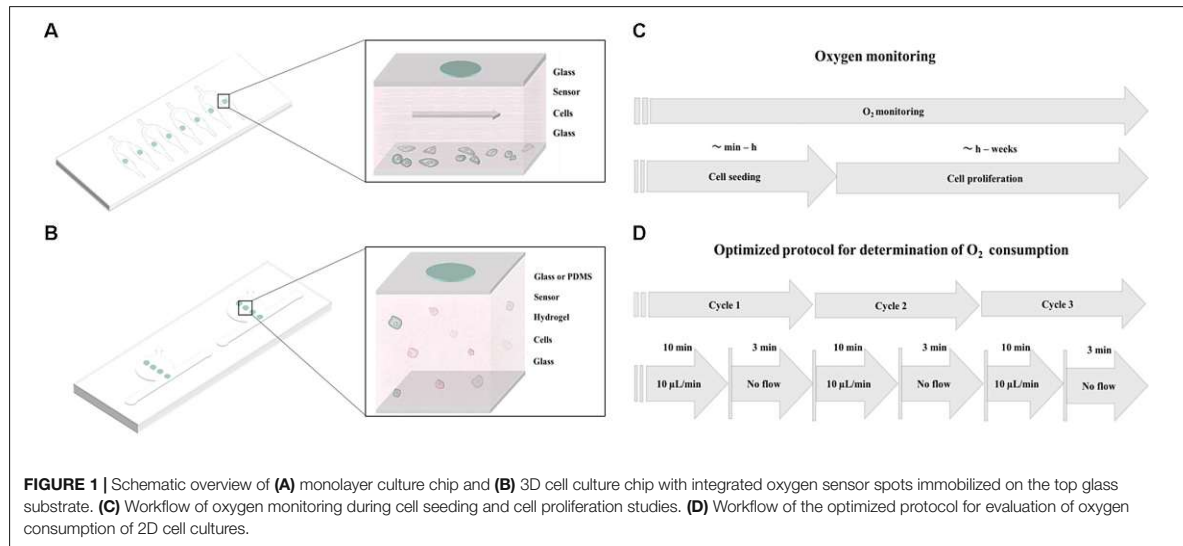 A
Glass
Sensor
Cells
Glass
B
Glass or PDMS
Sensor
Hydrogel
Cells
Glass
C
Oxygen monitoring
O₂ monitoring
~ min – h
~ h – weeks
Cell seeding
Cell proliferation
D
Optimized protocol for determination of O₂ consumption
Cycle 1
Cycle 2
Cycle 3
10 min
3 min
10 min
3 min
10 min
3 min
10 µL/min
No flow
10 µL/min
No flow
10 µL/min
No flow
FIGURE 1 | Schematic overview of (A) monolayer culture chip and (B) 3D cell culture chip with integrated oxygen sensor spots immobilized on the top glass
substrate. (C) Workflow of oxygen monitoring during cell seeding and cell proliferation studies. (D) Workflow of the optimized protocol for evaluation of oxygen
consumption of 2D cell cultures.